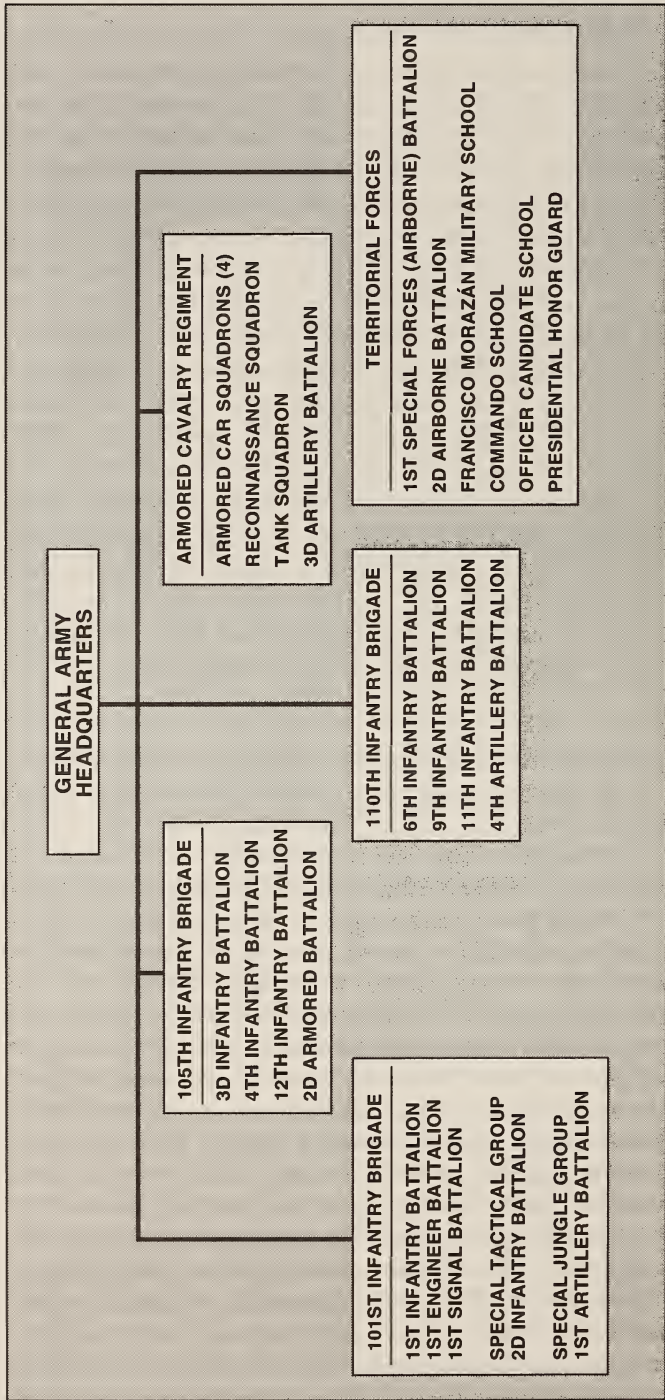 GENERAL ARMY
HEADQUARTERS
105TH INFANTRY BRIGADE
3D INFANTRY BATTALION
4TH INFANTRY BATTALION
12TH INFANTRY BATTALION
2D ARMORED BATTALION
ARMORED CAVALRY REGIMENT
ARMORED CAR SQUADRONS (4)
RECONNAISSANCE SQUADRON
TANK SQUADRON
3D ARTILLERY BATTALION
101ST INFANTRY BRIGADE
1ST INFANTRY BATTALION
1ST ENGINEER BATTALION
1ST SIGNAL BATTALION
SPECIAL TACTICAL GROUP
2D INFANTRY BATTALION
SPECIAL JUNGLE GROUP
1ST ARTILLERY BATTALION
110TH INFANTRY BRIGADE
6TH INFANTRY BATTALION
9TH INFANTRY BATTALION
11TH INFANTRY BATTALION
4TH ARTILLERY BATTALION
TERRITORIAL FORCES
1ST SPECIAL FORCES (AIRBORNE) BATTALION
2D AIRBORNE BATTALION
FRANCISCO MORAZÁN MILITARY SCHOOL
COMMANDO SCHOOL
OFFICER CANDIDATE SCHOOL
PRESIDENTIAL HONOR GUARD